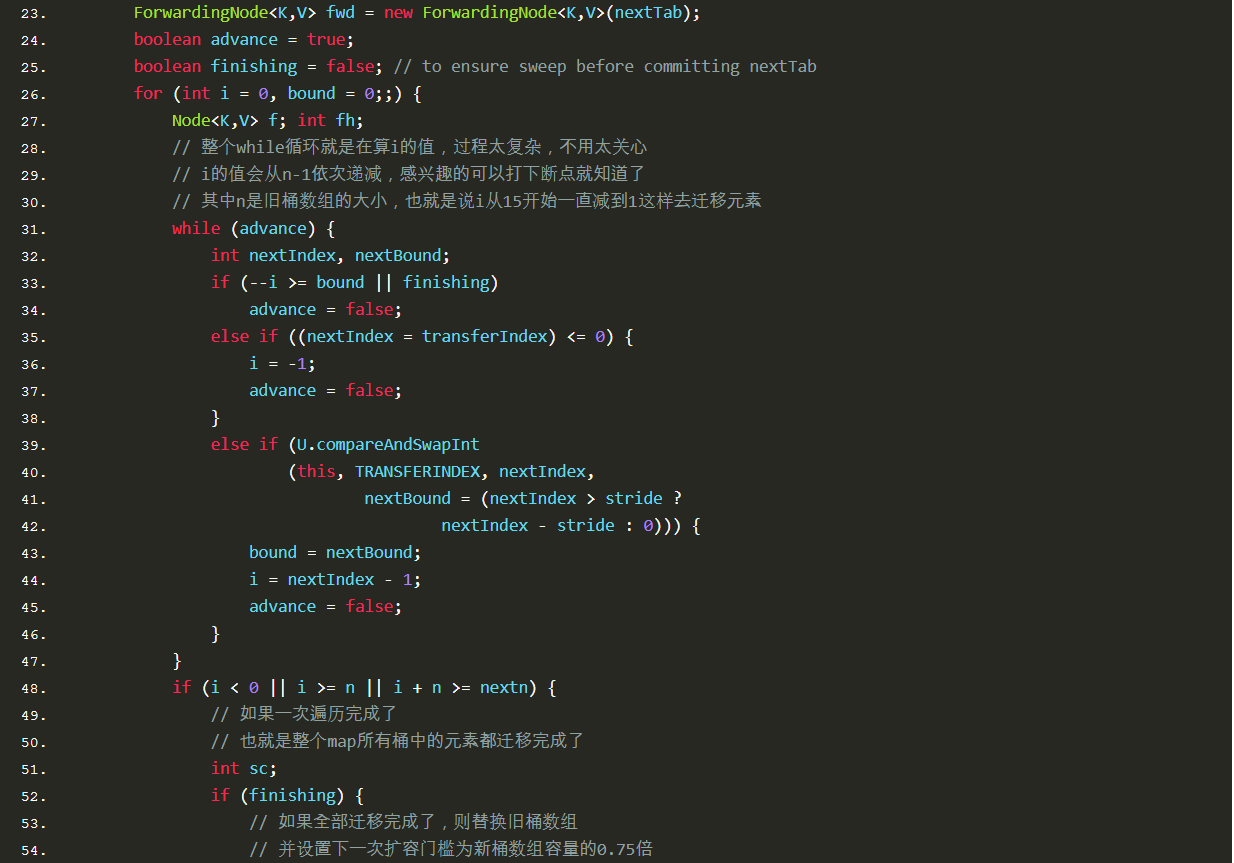 23. ForwardingNode<K,V> fwd = new ForwardingNode<K,V>(nextTab);
24. boolean advance = true;
25. boolean finishing = false; // to ensure sweep before committing nextTab
26. for (int i = 0, bound = 0;;) {
27. Node<K,V> f; int fh;
28. // 整个while循环就是在算i的值，过程太复杂，不用太关心
29. // i的值会从n-1依次递减，感兴趣的可以打下断点就知道了
30. // 其中n是旧桶数组的大小，也就是说i从15开始一直减到1这样去迁移元素
31. while (advance) {
32. int nextIndex, nextBound;
33. if (--i >= bound || finishing)
34. advance = false;
35. else if ((nextIndex = transferIndex) <= 0) {
36. i = -1;
37. advance = false;
38. }
39. else if (U.compareAndSwapInt
40. (this, TRANSFERINDEX, nextIndex,
41. nextBound = (nextIndex > stride ?
42. nextIndex - stride : 0))) {
43. bound = nextBound;
44. i = nextIndex - 1;
45. advance = false;
46. }
47. }
48. if (i < 0 || i >= n || i + n >= nextn) {
49. // 如果一次遍历完成了
50. // 也就是整个map所有桶中的元素都迁移完成了
51. int sc;
52. if (finishing) {
53. // 如果全部迁移完成了，则替换旧桶数组
54. // 并设置下一次扩容门槛为新桶数组容量的0.75倍